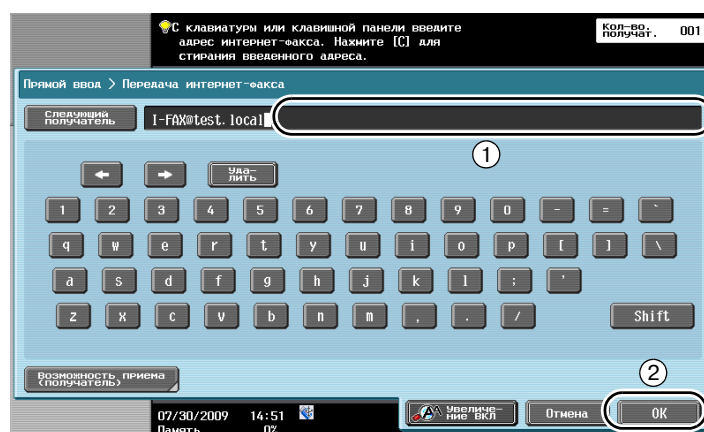 С клавиатуры или клавишной панели введите
адрес интернет-факса. Нажмите [C] для
стирания введенного адреса.
Кол-во.
получат. 001
Прямой ввод > Передача интернет-факса
Следующий
получатель
I-FAX@test.local
1
← →
Уда-
лить
1 2 3 4 5 6 7 8 9 0 - = `
q w e r t y u i o p [ ] \
a s d f g h j k l ; '
z x c v b n m , . / Shift
Возможность приема
(получатель)
2
Увеличе-
ние ВКЛ
Отмена
OK
07/30/2009 14:51
Память 0%